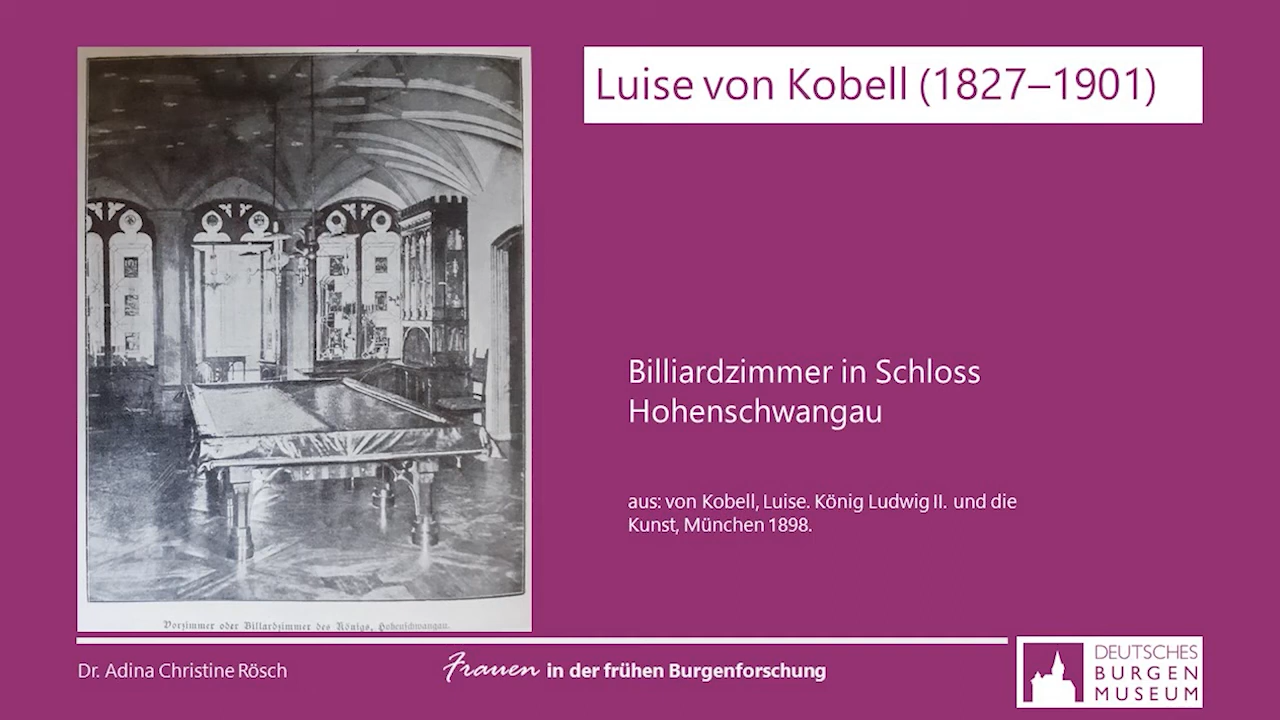 Luise von Kobell (1827–1901)
Billiardzimmer in Schloss
Hohenschwangau
aus: von Kobell, Luise. König Ludwig II. und die
Kunst, München 1898.
Vorzimmer oder Billardzimmer des Königs, Hohenschwangau.
Dr. Adina Christine Rösch
Frauen in der frühen Burgenforschung
DEUTSCHES
BURGEN
MUSEUM